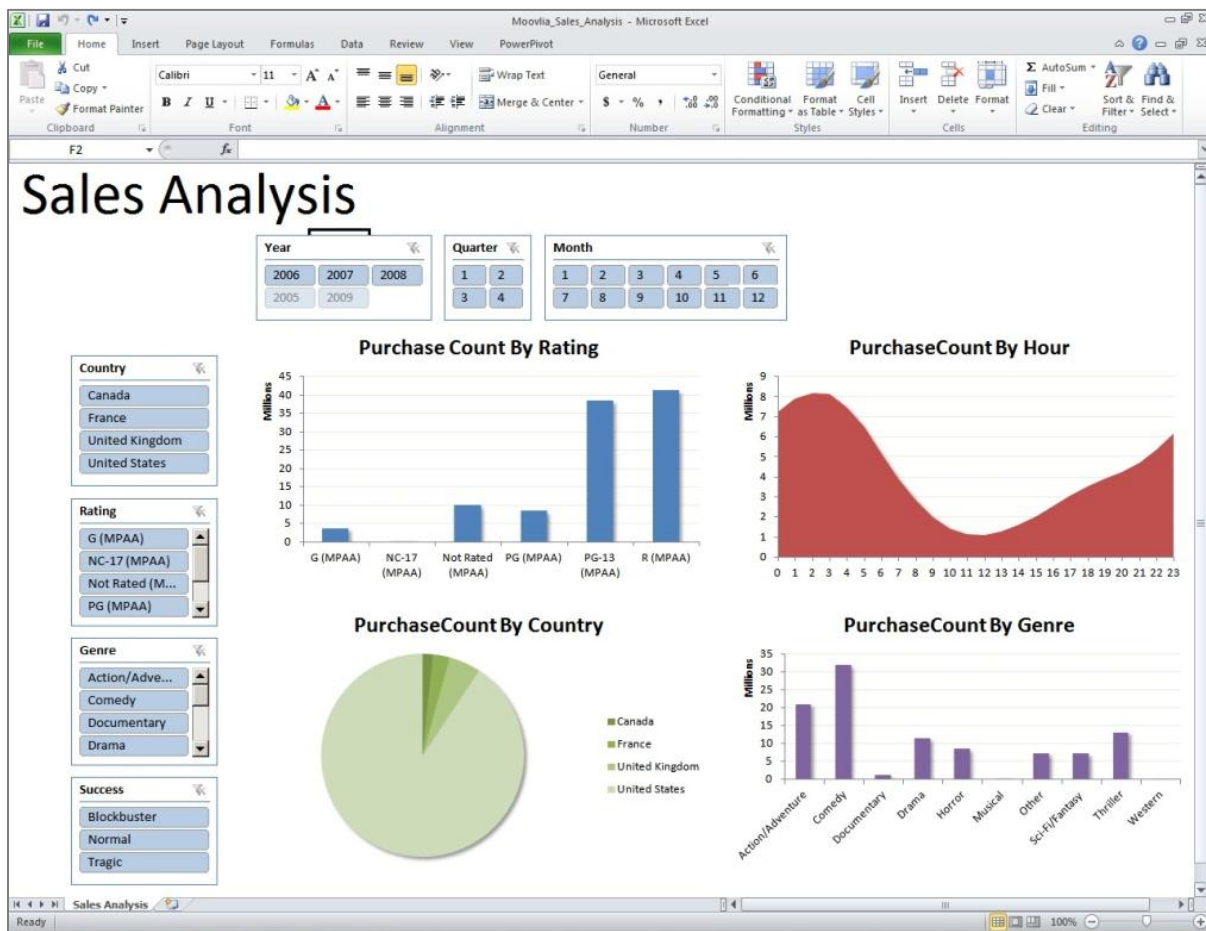 Moovlia_Sales_Analysis - Microsoft Excel
File Home Insert Page Layout Formulas Data Review View PowerPivot
Paste
Cut
Copy
Format Painter
Clipboard
Calibri 11
B I U
Font
Wrap Text
Merge & Center
Alignment
General
$ % ,
Number
Conditional Formatting
Format as Table
Cell Styles
Styles
Insert Delete Format
Cells
Σ AutoSum
Fill
Clear
Sort & Filter
Find & Select
Editing
F2 fx
Sales Analysis
Year
2006 2007 2008
2005 2009
Quarter
1 2
3 4
Month
1 2 3 4 5 6
7 8 9 10 11 12
Country
Canada
France
United Kingdom
United States
Rating
G (MPAA)
NC-17 (MPAA)
Not Rated (M...
PG (MPAA)
Genre
Action/Adve...
Comedy
Documentary
Drama
Success
Blockbuster
Normal
Tragic
Purchase Count By Rating
Millions
45
40
35
30
25
20
15
10
5
0
G (MPAA)
NC-17 (MPAA)
Not Rated (MPAA)
PG (MPAA)
PG-13 (MPAA)
R (MPAA)
PurchaseCount By Hour
Millions
9
8
7
6
5
4
3
2
1
0
0 1 2 3 4 5 6 7 8 9 10 11 12 13 14 15 16 17 18 19 20 21 22 23
PurchaseCount By Country
Canada
France
United Kingdom
United States
PurchaseCount By Genre
Millions
35
30
25
20
15
10
5
0
Action/Adventure
Comedy
Documentary
Drama
Horror
Musical
Other
Sci-Fi/Fantasy
Thriller
Western
Sales Analysis
Ready
100%